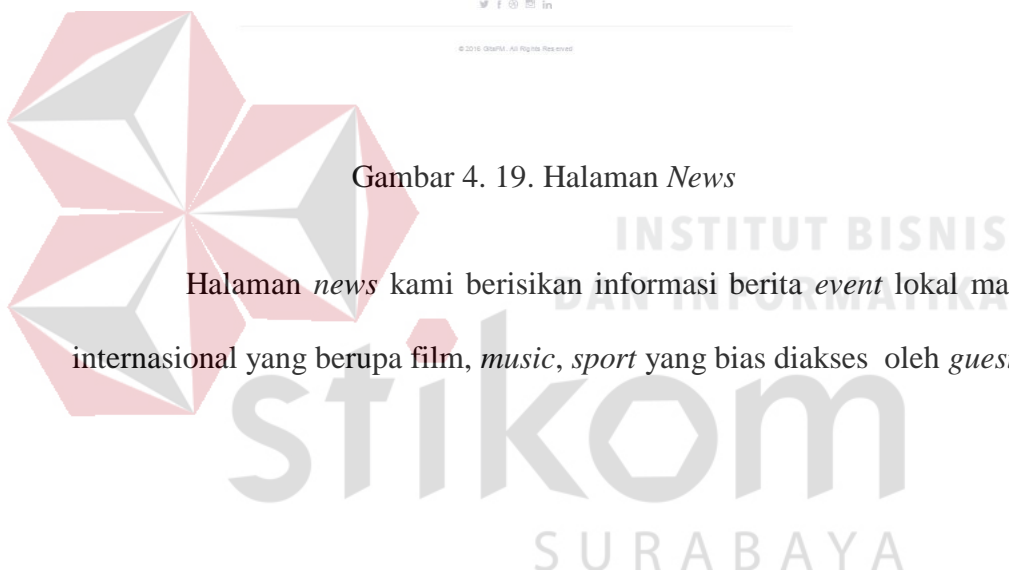 © 2016 GitaFM. All Rights Reserved
Gambar 4. 19. Halaman News
INSTITUT BISNIS
DAN INFORMATIKA
Halaman news kami berisikan informasi berita event lokal ma
internasional yang berupa film, music, sport yang bias diakses oleh gues
stikom
SURABAYA